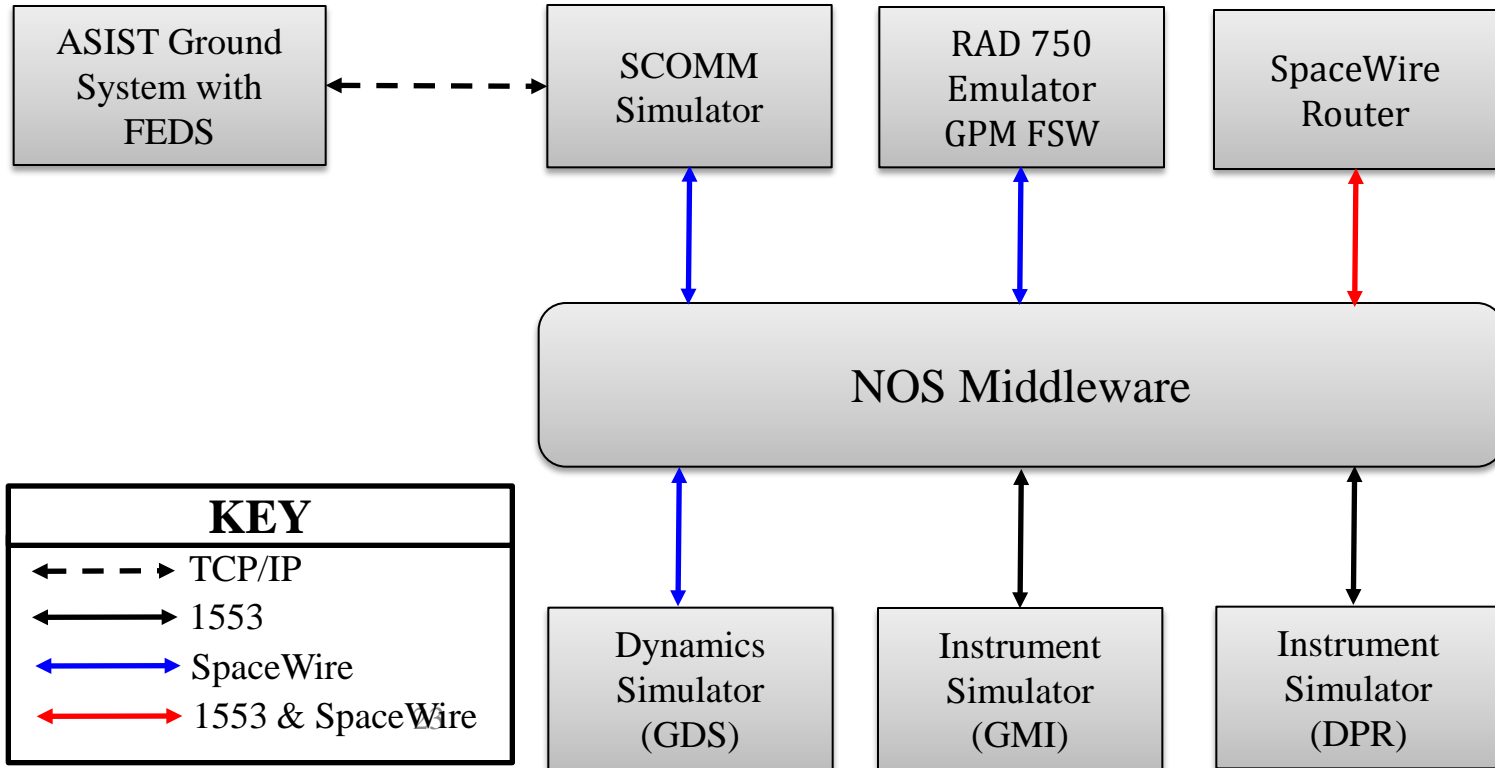 ASIST Ground
System with
FEDS
SCOMM
Simulator
RAD 750
Emulator
GPM FSW
SpaceWire
Router
NOS Middleware
KEY
TCP/IP
1553
SpaceWire
1553 & SpaceWire
23
Dynamics
Simulator
(GDS)
Instrument
Simulator
(GMI)
Instrument
Simulator
(DPR)